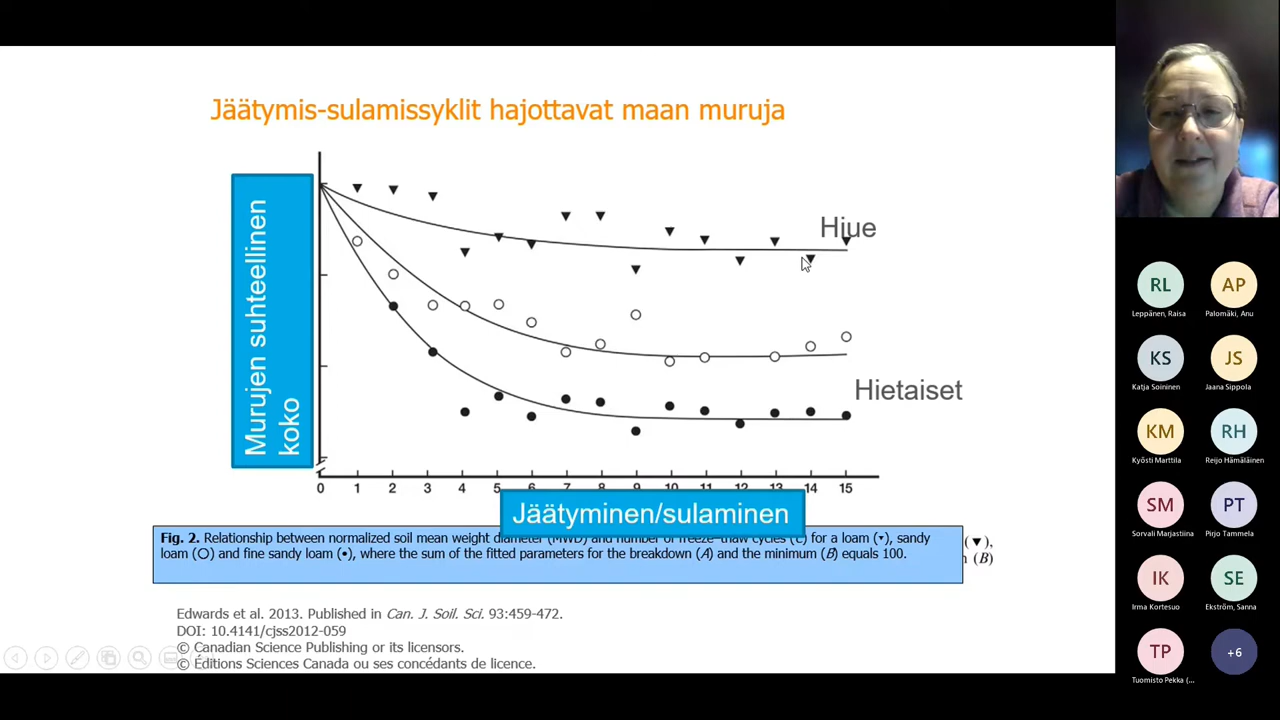 Jäätymis-sulamissyklit hajottavat maan muruja
Murujen suhteellinen
koko
Hiue
Hietaiset
0 1 2 3 4 5 6 7 8 9 10 11 12 13 14 15
Jäätyminen/sulaminen
Fig. 2. Relationship between normalized soil mean weight diameter (MWD) and number of freeze-thaw cycles (C) for a loam (▼), sandy
loam (○) and fine sandy loam (●), where the sum of the fitted parameters for the breakdown (A) and the minimum (B) equals 100.
(▼),
(B)
Edwards et al. 2013. Published in Can. J. Soil. Sci. 93:459-472.
DOI: 10.4141/cjss2012-059
© Canadian Science Publishing or its licensors.
© Éditions Sciences Canada ou ses concédants de licence.
RL AP
Leppänen, Raisa Palomäki, Anu
KS JS
Katja Soininen Jaana Sippola
KM RH
Kyösti Marttila Reijo Hämäläinen
SM PT
Sorvali Marjastiina Pirjo Tammela
IK SE
Irma Kortesuo Ekström, Sanna
TP +6
Tuomisto Pekka (...